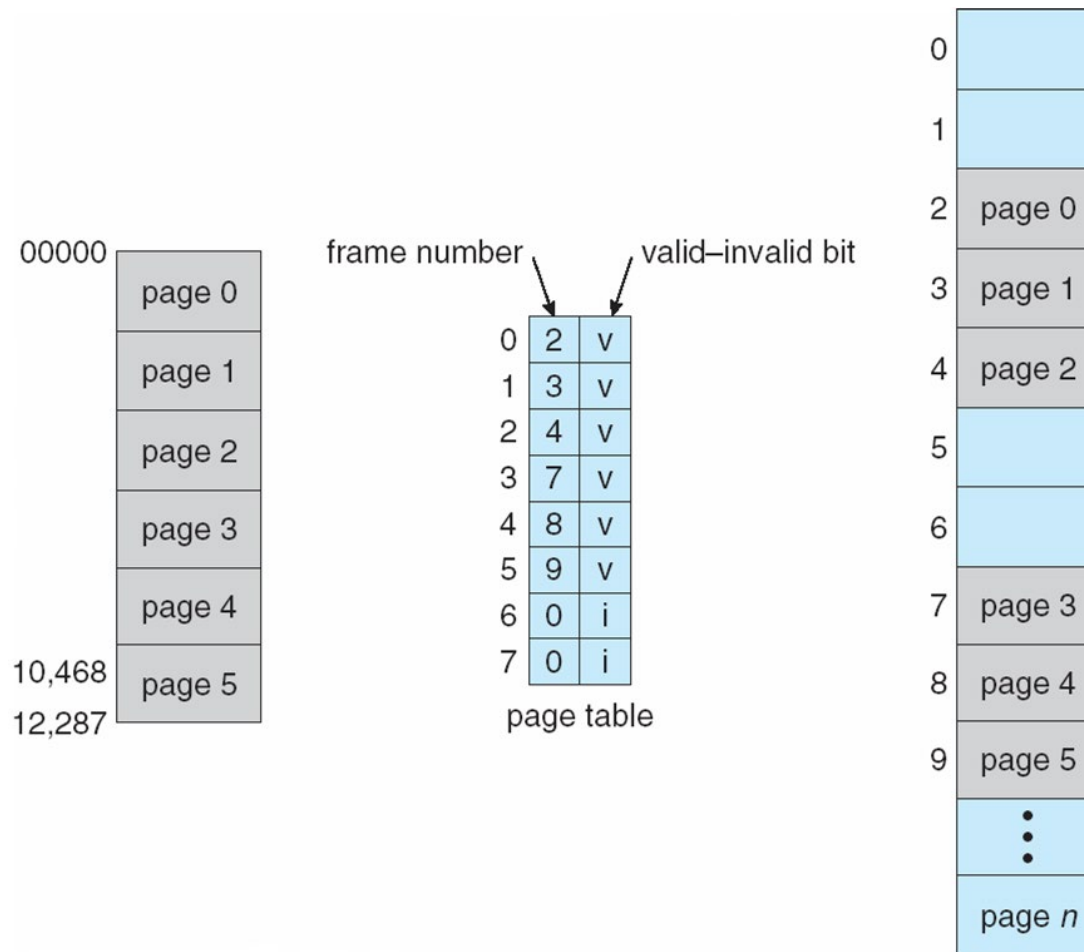 00000
page 0
page 1
page 2
page 3
page 4
10,468
page 5
12,287
frame number
valid–invalid bit
0 2 v
1 3 v
2 4 v
3 7 v
4 8 v
5 9 v
6 0 i
7 0 i
page table
0
1
2 page 0
3 page 1
4 page 2
5
6
7 page 3
8 page 4
9 page 5
page n